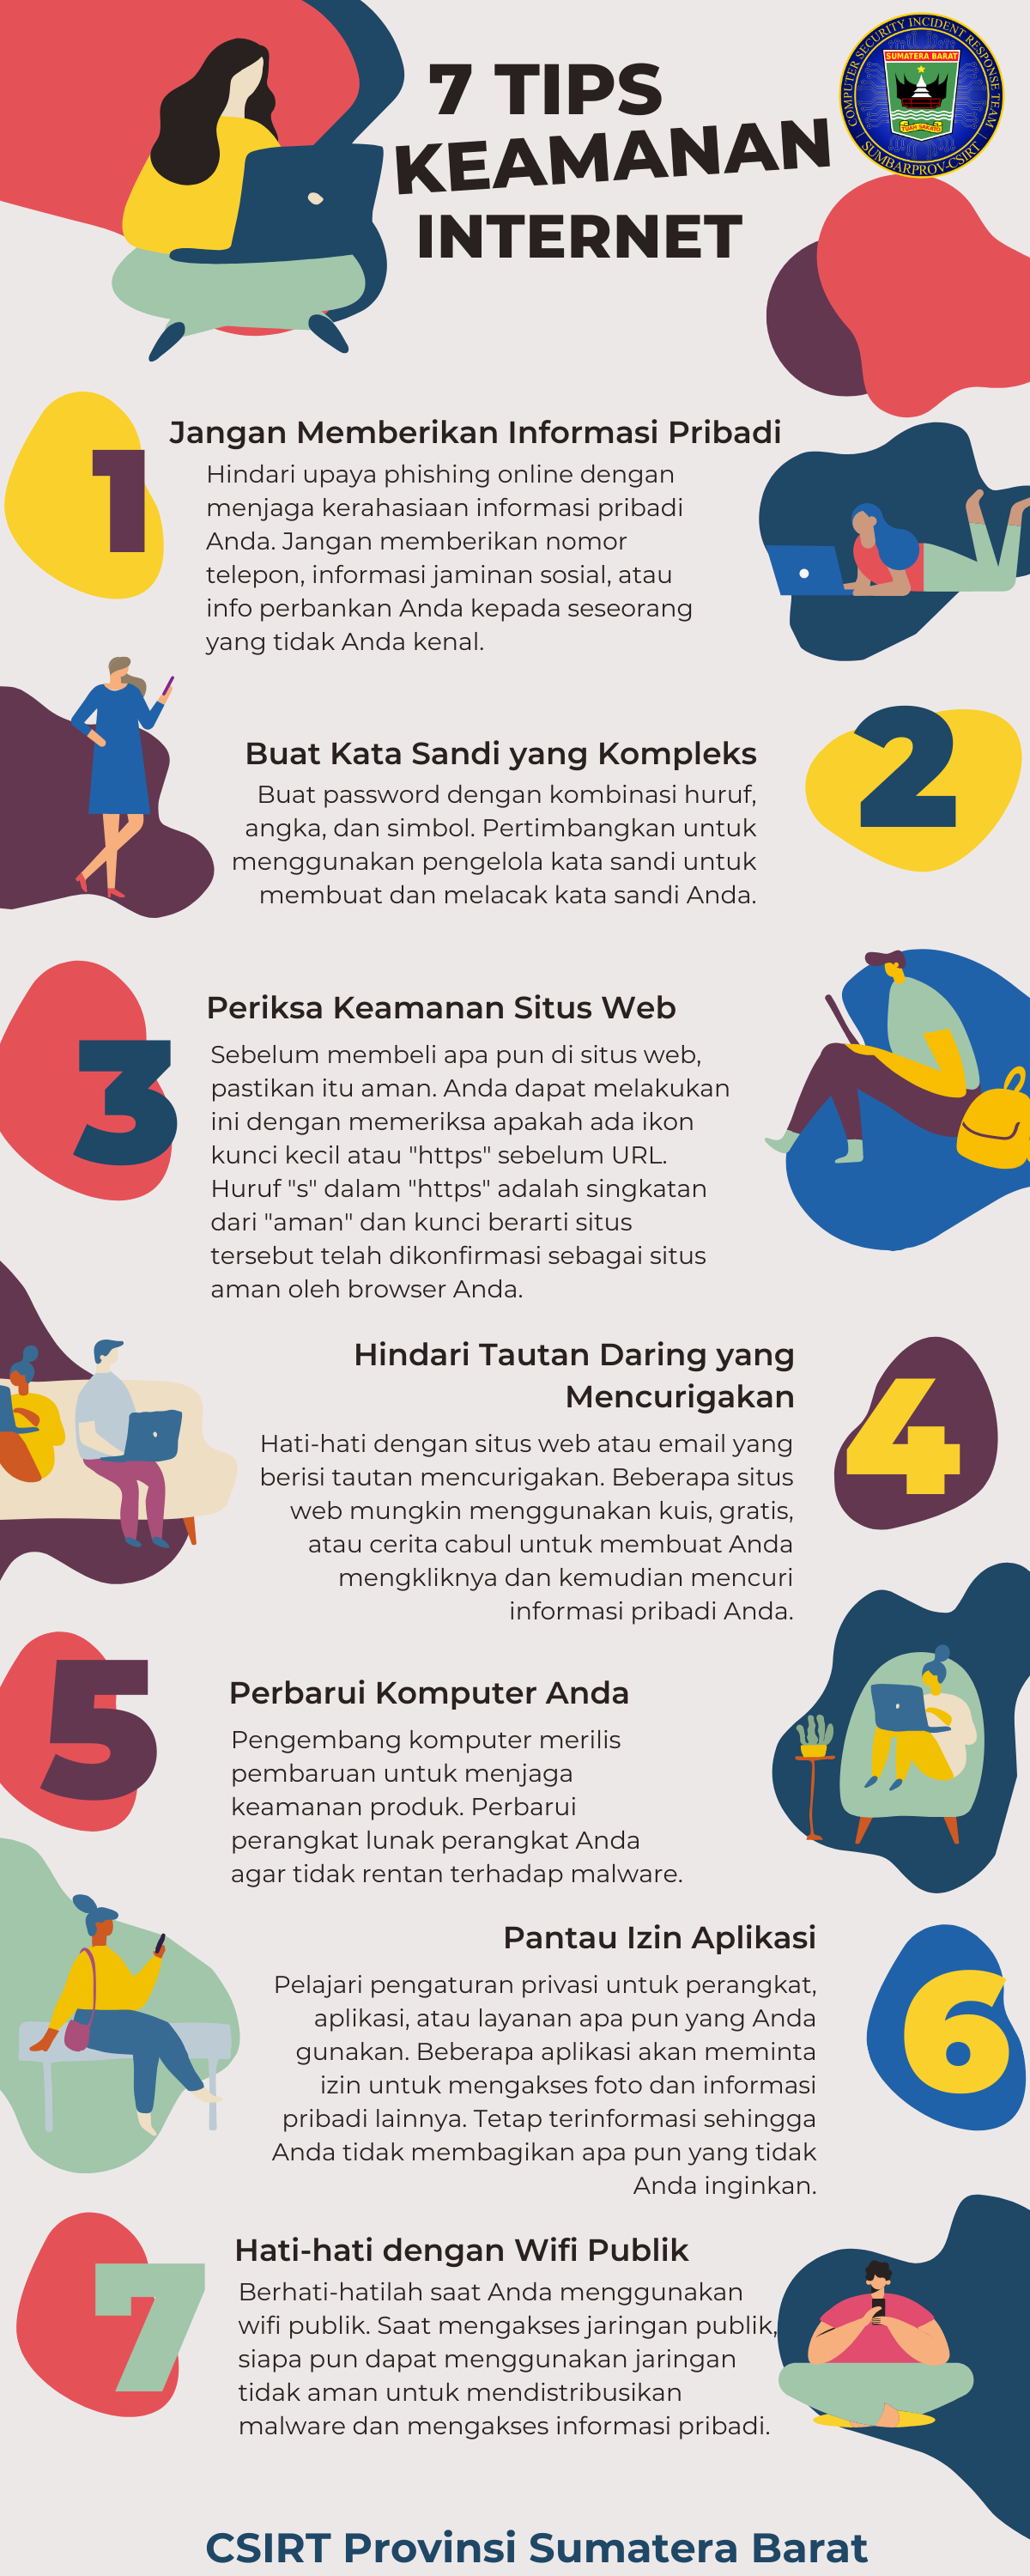 7 TIPS
KEAMANAN
INTERNET
COMPUTER SECURITY INCIDENT RESPONSE TEAM
SUMATERA BARAT
TUAH SAKATO
SUMBARPROV-CSIRT
1
Jangan Memberikan Informasi Pribadi
Hindari upaya phishing online dengan
menjaga kerahasiaan informasi pribadi
Anda. Jangan memberikan nomor
telepon, informasi jaminan sosial, atau
info perbankan Anda kepada seseorang
yang tidak Anda kenal.
2
Buat Kata Sandi yang Kompleks
Buat password dengan kombinasi huruf,
angka, dan simbol. Pertimbangkan untuk
menggunakan pengelola kata sandi untuk
membuat dan melacak kata sandi Anda.
3
Periksa Keamanan Situs Web
Sebelum membeli apa pun di situs web,
pastikan itu aman. Anda dapat melakukan
ini dengan memeriksa apakah ada ikon
kunci kecil atau "https" sebelum URL.
Huruf "s" dalam "https" adalah singkatan
dari "aman" dan kunci berarti situs
tersebut telah dikonfirmasi sebagai situs
aman oleh browser Anda.
4
Hindari Tautan Daring yang
Mencurigakan
Hati-hati dengan situs web atau email yang
berisi tautan mencurigakan. Beberapa situs
web mungkin menggunakan kuis, gratis,
atau cerita cabul untuk membuat Anda
mengkliknya dan kemudian mencuri
informasi pribadi Anda.
5
Perbarui Komputer Anda
Pengembang komputer merilis
pembaruan untuk menjaga
keamanan produk. Perbarui
perangkat lunak perangkat Anda
agar tidak rentan terhadap malware.
6
Pantau Izin Aplikasi
Pelajari pengaturan privasi untuk perangkat,
aplikasi, atau layanan apa pun yang Anda
gunakan. Beberapa aplikasi akan meminta
izin untuk mengakses foto dan informasi
pribadi lainnya. Tetap terinformasi sehingga
Anda tidak membagikan apa pun yang tidak
Anda inginkan.
7
Hati-hati dengan Wifi Publik
Berhati-hatilah saat Anda menggunakan
wifi publik. Saat mengakses jaringan publik,
siapa pun dapat menggunakan jaringan
tidak aman untuk mendistribusikan
malware dan mengakses informasi pribadi.
CSIRT Provinsi Sumatera Barat